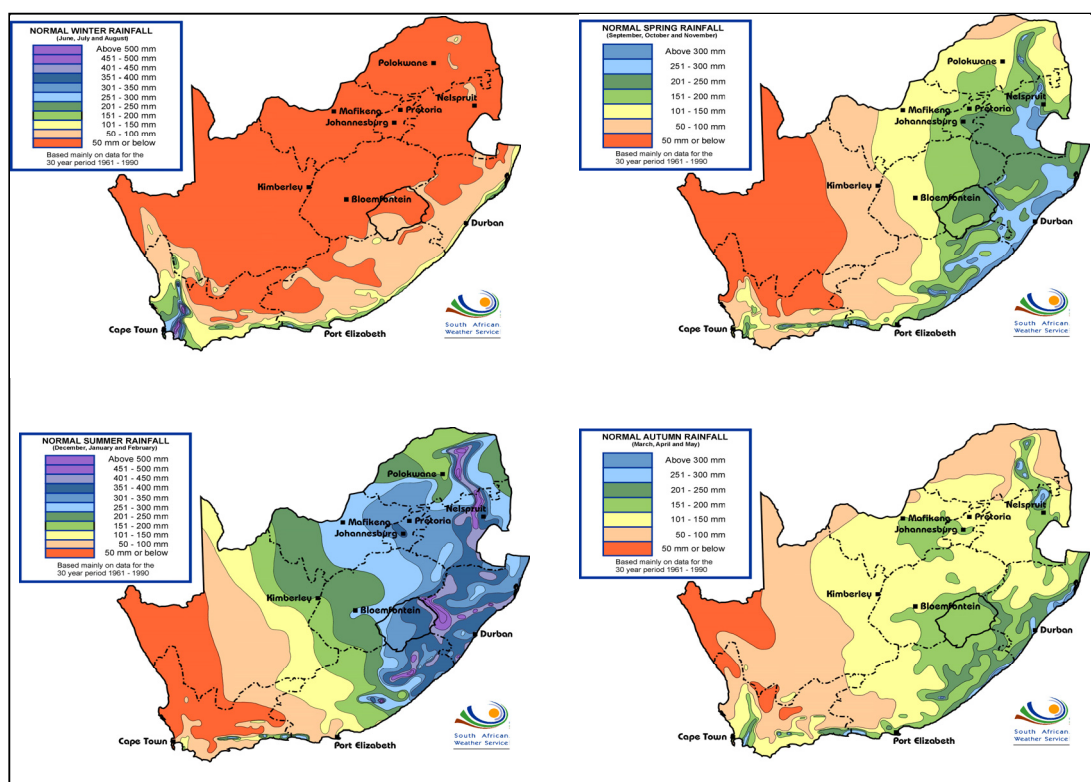 NORMAL WINTER RAINFALL
(June, July and August)
Above 500 mm
451 - 500 mm
401 - 450 mm
351 - 400 mm
301 - 350 mm
251 - 300 mm
201 - 250 mm
151 - 200 mm
101 - 150 mm
50 - 100 mm
50 mm or below
Based mainly on data for the
30 year period 1961 - 1990
Polokwane
Nelspruit
Mafikeng
Pretoria
Johannesburg
Kimberley
Bloemfontein
Durban
Cape Town
Port Elizabeth
South African
Weather Service
NORMAL SPRING RAINFALL
(September, October and November)
Above 300 mm
251 - 300 mm
201 - 250 mm
151 - 200 mm
101 - 150 mm
50 - 100 mm
50 mm or below
Based mainly on data for the
30 year period 1961 - 1990
Polokwane
Nelspruit
Mafikeng
Pretoria
Johannesburg
Kimberley
Bloemfontein
Durban
Cape Town
Port Elizabeth
South African
Weather Service
NORMAL SUMMER RAINFALL
(December, January and February)
Above 500 mm
451 - 500 mm
401 - 450 mm
351 - 400 mm
301 - 350 mm
251 - 300 mm
201 - 250 mm
151 - 200 mm
101 - 150 mm
50 - 100 mm
50 mm or below
Based mainly on data for the
30 year period 1961 - 1990
Polokwane
Nelspruit
Mafikeng
Pretoria
Johannesburg
Kimberley
Bloemfontein
Durban
Cape Town
Port Elizabeth
South African
Weather Service
NORMAL AUTUMN RAINFALL
(March, April and May)
Above 300 mm
251 - 300 mm
201 - 250 mm
151 - 200 mm
101 - 150 mm
50 - 100 mm
50 mm or below
Based mainly on data for the
30 year period 1961 - 1990
Polokwane
Nelspruit
Mafikeng
Pretoria
Johannesburg
Kimberley
Bloemfontein
Durban
Cape Town
Port Elizabeth
South African
Weather Service